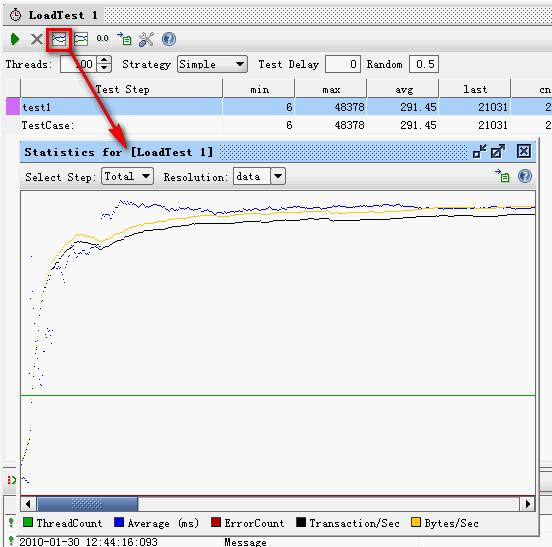 LoadTest 1
0.0
Threads: 100 Strategy Simple Test Delay 0 Random 0.5
Test Step min max avg last cn
test1 6 48378 291.45 21031 2
TestCase: 6 48378 291.45 21031 2
Statistics for [LoadTest 1]
Select Step: Total Resolution: data
ThreadCount Average (ms) ErrorCount Transaction/Sec Bytes/Sec
2010-01-30 12:44:16:093 Message